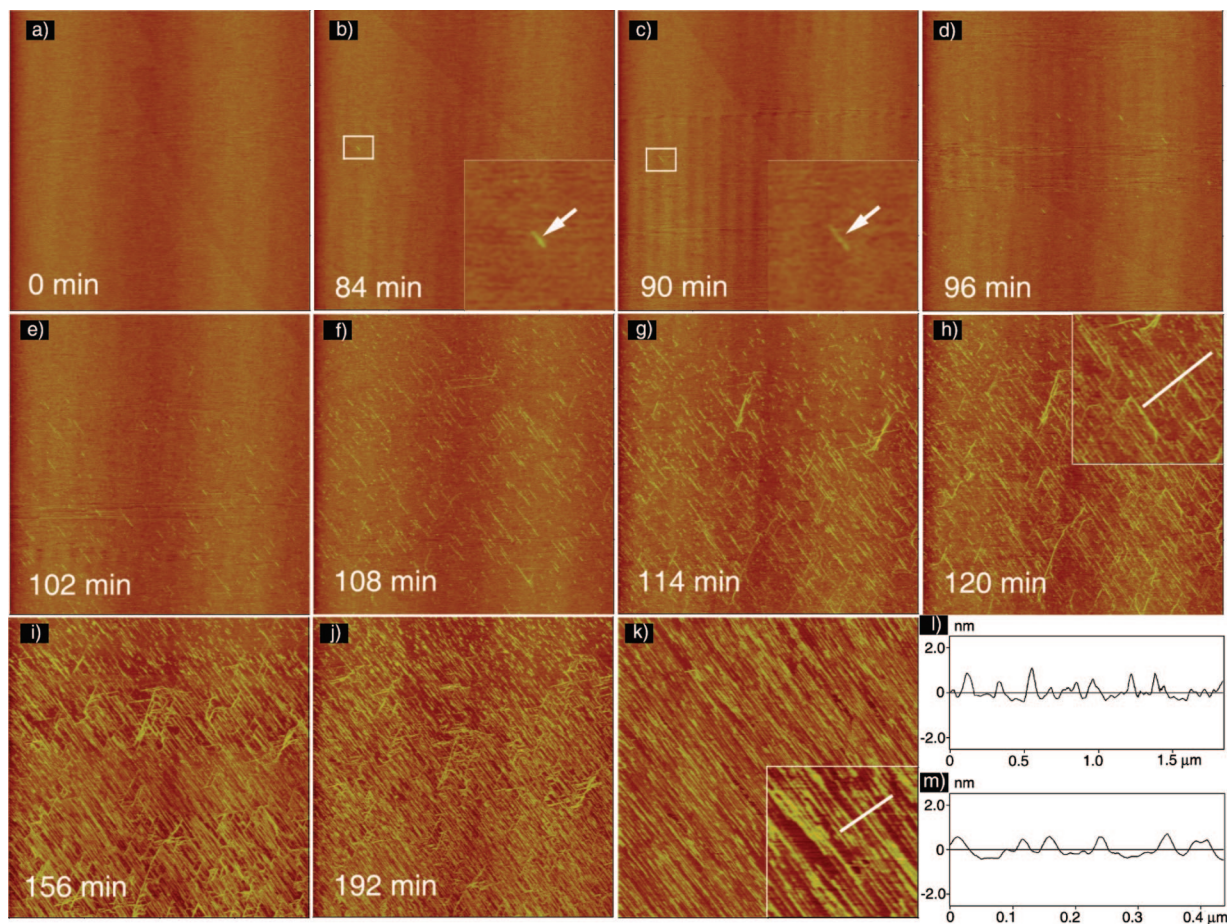 a)
0 min
b)
84 min
c)
90 min
d)
96 min
e)
102 min
f)
108 min
g)
114 min
h)
120 min
i)
156 min
j)
192 min
k)
l) nm
2.0
0
-2.0
0 0.5 1.0 1.5 µm
m) nm
2.0
0
-2.0
0 0.1 0.2 0.3 0.4 µm